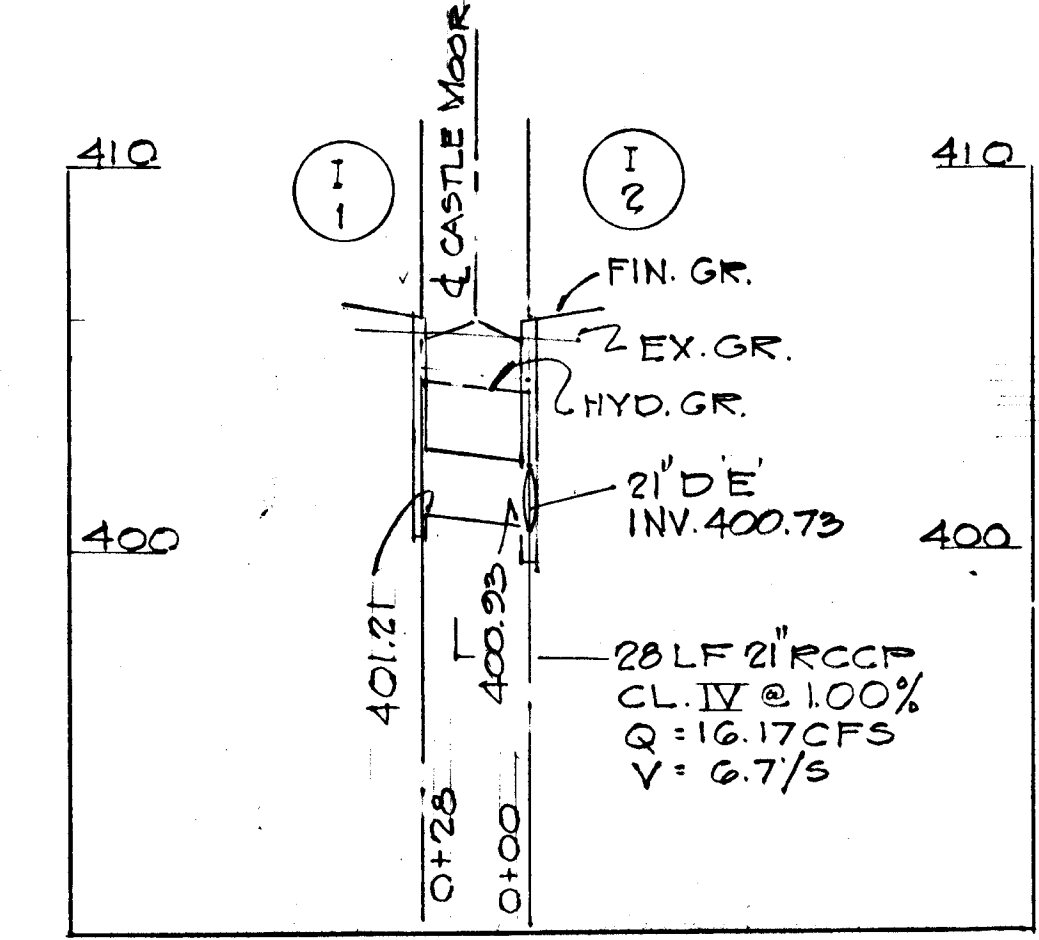 410
410
I
1
℄ CASTLE MOOR
I
2
FIN. GR.
EX. GR.
HYD. GR.
21" D 'E'
INV. 400.73
400
400
401.21
400.93
28 LF 21" RCCP
CL. IV @ 1.00%
Q = 16.17 CFS
V = 6.7'/S
0+28
0+00